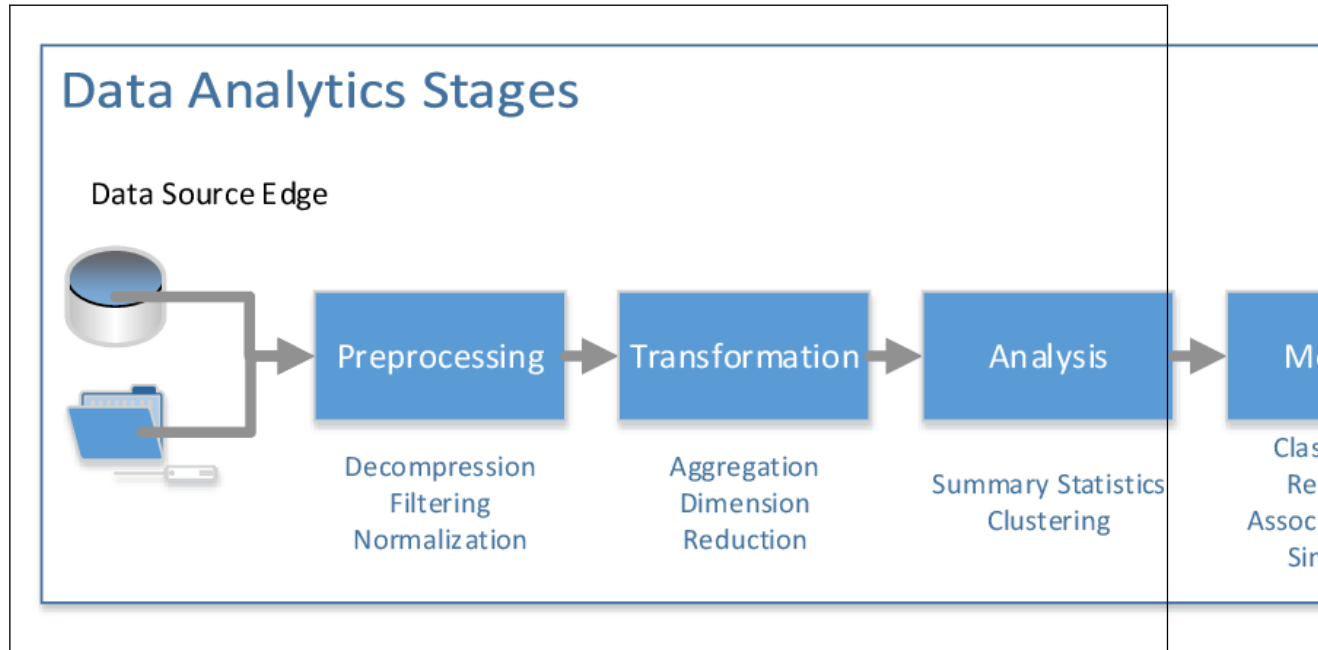 Data Analytics Stages
Data Source Edge
Preprocessing
Transformation
Analysis
Decompression
Filtering
Normalization
Aggregation
Dimension
Reduction
Summary Statistics
Clustering